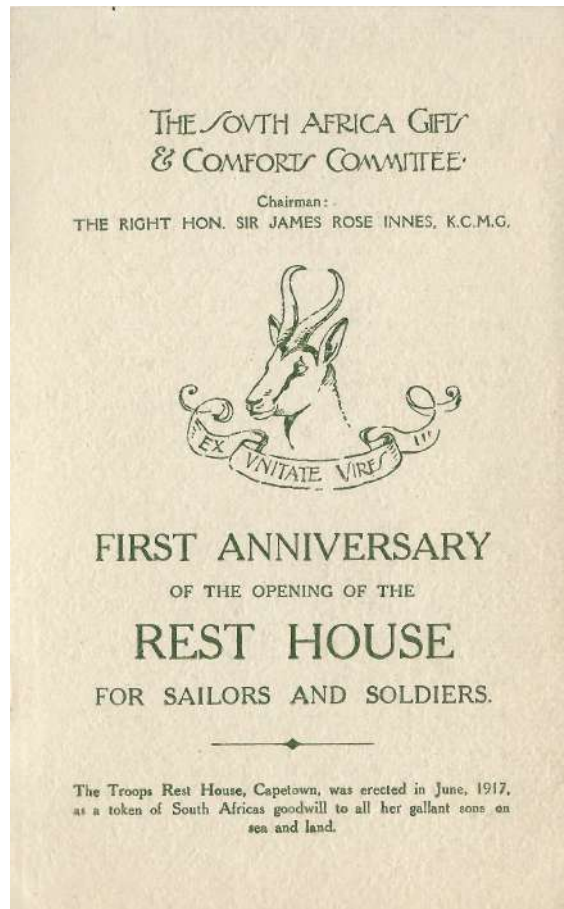 THE SOVTH AFRICA GIFTS
& COMFORTS COMMITTEE.
Chairman:
THE RIGHT HON. SIR JAMES ROSE INNES, K.C.M.G.
EX VNITATE VIRES
FIRST ANNIVERSARY
OF THE OPENING OF THE
REST HOUSE
FOR SAILORS AND SOLDIERS.
The Troops Rest House, Capetown, was erected in June, 1917,
as a token of South Africas goodwill to all her gallant sons on
sea and land.